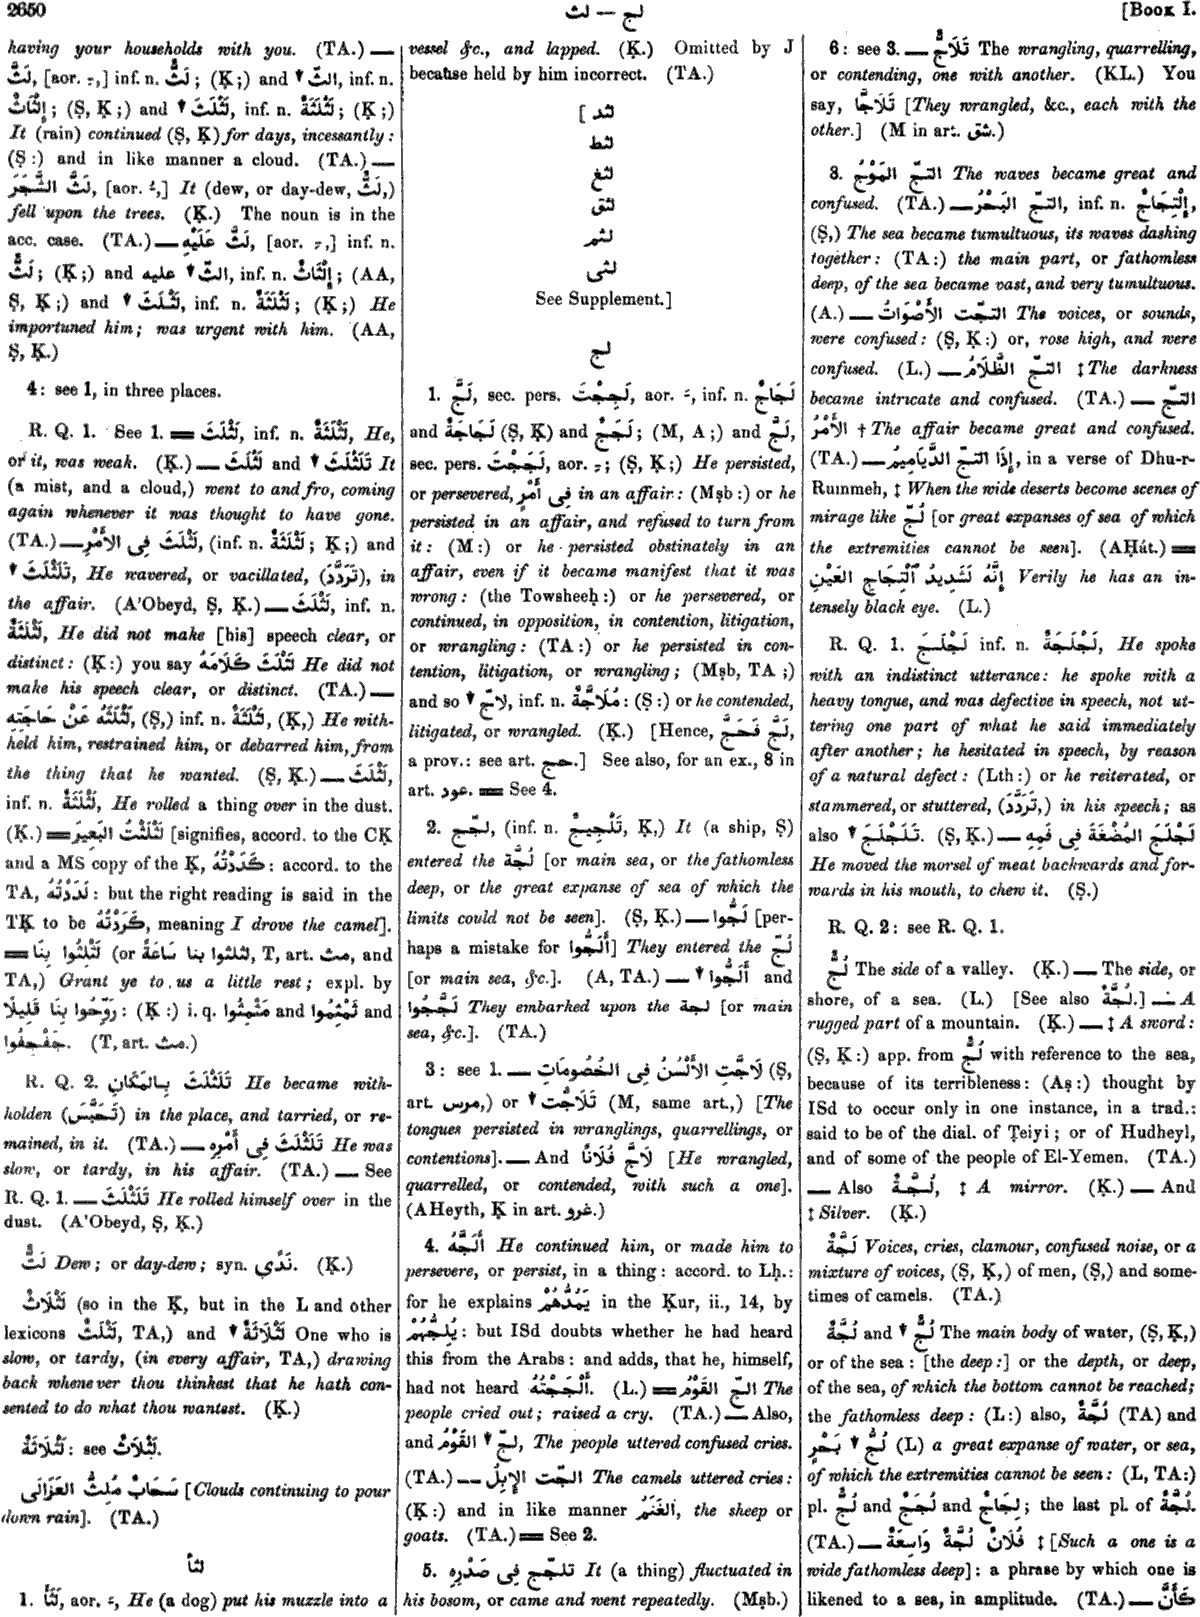 2650
لث — لج
[Book I.
having your households with you. (TA.) —
لَثَّ, [aor. ـِ,] inf. n. لَثٌّ; (Ḳ;) and ▼ الثّ, inf. n.
إِلْثَاثٌ; (Ṣ, Ḳ;) and ▼ لَثْلَثَ, inf. n. لَثْلَثَةٌ; (Ḳ;)
It (rain) continued (Ṣ, Ḳ) for days, incessantly:
(Ṣ:) and in like manner a cloud. (TA.) —
لَثَّ الشَّجَرَ, [aor. ـُ,] It (dew, or day-dew, لَثٌّ,)
fell upon the trees. (Ḳ.) The noun is in the
acc. case. (TA.) — لَثَّ عَلَيْهِ, [aor. ـِ,] inf. n.
لَثٌّ; (Ḳ;) and ▼ الثّ عليه, inf. n. إِلْثَاثٌ; (AA,
Ṣ, Ḳ;) and ▼ لَثْلَثَ, inf. n. لَثْلَثَةٌ; (Ḳ;) He
importuned him; was urgent with him. (AA,
Ṣ, Ḳ.)
4: see 1, in three places.
R. Q. 1. See 1. ═ لَثْلَثَ, inf. n. لَثْلَثَةٌ, He,
or it, was weak. (Ḳ.) — لَثْلَثَ and ▼ تَلَثْلَثَ It
(a mist, and a cloud,) went to and fro, coming
again whenever it was thought to have gone.
(TA.) — لَثْلَثَ فِى الأَمْرِ, (inf. n. لَثْلَثَةٌ; Ḳ;) and
▼ تَلَثْلَثَ, He wavered, or vacillated, (تَرَدَّدَ), in
the affair. (A'Obeyd, Ṣ, Ḳ.) — لَثْلَثَ, inf. n.
لَثْلَثَةٌ, He did not make [his] speech clear, or
distinct: (Ḳ:) you say لَثْلَثَ كَلَامَهُ He did not
make his speech clear, or distinct. (TA.) —
لَثْلَثَهُ عَنْ حَاجَتِهِ, (Ṣ,) inf. n. لَثْلَثَةٌ, (Ḳ,) He with-
held him, restrained him, or debarred him, from
the thing that he wanted. (Ṣ, Ḳ.) — لَثْلَثَ,
inf. n. لَثْلَثَةٌ, He rolled a thing over in the dust.
(Ḳ.) ═ لَثْلَثْتُ البَعِيرَ [signifies, accord. to the CḲ
and a MS copy of the Ḳ, كَدَدْتُهُ: accord. to the
TA, لَدَدْتُهُ: but the right reading is said in the
TḲ to be كَرَدْتُهُ, meaning I drove the camel].
═ لَثْلِثُوا بِنَا (or لثلثوا بنا سَاعَةً, T, art. مث, and
TA,) Grant ye to us a little rest; expl. by
رَوِّحُوا بِنَا قَلِيلًا: (Ḳ:) i. q. مَثْمِثُوا and ثَمْثِمُوا and
جَفْجِفُوا. (T, art. مث.)
R. Q. 2. تَلَثْلَثَ بِالمَكَانِ He became with-
holden (تَحَبَّسَ) in the place, and tarried, or re-
mained, in it. (TA.) — تَلَثْلَثَ فِى أَمْرِهِ He was
slow, or tardy, in his affair. (TA.) — See
R. Q. 1. — تَلَثْلَثَ He rolled himself over in the
dust. (A'Obeyd, Ṣ, Ḳ.)
لَثٌّ Dew; or day-dew; syn. نَدًى. (Ḳ.)
لَثْلَاثٌ (so in the Ḳ, but in the L and other
lexicons لَثْلَثٌ, TA,) and ▼ لَثْلَاثَةٌ One who is
slow, or tardy, (in every affair, TA,) drawing
back whenever thou thinkest that he hath con-
sented to do what thou wantest. (Ḳ.)
لَثْلَاثَةٌ: see لَثْلَاثٌ.
سَحَابٌ مُلِثُّ العَزَالَى [Clouds continuing to pour
down rain]. (TA.)
لثأ
1. لَثَأَ, aor. ـَ, He (a dog) put his muzzle into a
vessel &c., and lapped. (Ḳ.) Omitted by J
because held by him incorrect. (TA.)
[ لثد
لثط
لثغ
لثق
لثم
لثى
See Supplement.]
لج
1. لَجَّ, sec. pers. لَجِجْتَ, aor. ـَ, inf. n. لَجَاجٌ
and لَجَاجَةٌ (Ṣ, Ḳ) and لَجَجٌ; (M, A;) and لَجَّ,
sec. pers. لَجَجْتَ, aor. ـِ; (Ṣ, Ḳ;) He persisted,
or persevered, فِى أَمْرٍ in an affair: (Mṣb:) or he
persisted in an affair, and refused to turn from
it: (M:) or he persisted obstinately in an
affair, even if it became manifest that it was
wrong: (the Towsheeḥ:) or he persevered, or
continued, in opposition, in contention, litigation,
or wrangling: (TA:) or he persisted in con-
tention, litigation, or wrangling; (Mṣb, TA;)
and so ▼ لاجّ, inf. n. مُلَاجَّةٌ: (Ṣ:) or he contended,
litigated, or wrangled. (Ḳ.) [Hence, لَجَّ فَحَجَّ,
a prov.: see art. حج.] See also, for an ex., 8 in
art. عود. ═ See 4.
2. لجّج, (inf. n. تَلْجِيجٌ, Ḳ,) It (a ship, Ṣ)
entered the لُجَّة [or main sea, or the fathomless
deep, or the great expanse of sea of which the
limits could not be seen]. (Ṣ, Ḳ.) — لَجُّوا [per-
haps a mistake for أَلَجُّوا] They entered the لُجّ
[or main sea, &c.]. (A, TA.) — ▼ أَلَجُّوا and
لَجَّجُوا They embarked upon the لجة [or main
sea, &c.]. (TA.)
3: see 1. — لَاجَّتِ الأَلْسُنُ فِى الخُصُومَاتِ (Ṣ,
art. مرس,) or ▼ تَلَاجَّت (M, same art.,) [The
tongues persisted in wranglings, quarrellings, or
contentions]. — And لَاجَّ فُلَانًا [He wrangled,
quarrelled, or contended, with such a one].
(AHeyth, Ḳ in art. غرو.)
4. أَلَجَّهُ He continued him, or made him to
persevere, or persist, in a thing: accord. to Lḥ.:
for he explains يَمُدُّهُمْ in the Ḳur, ii., 14, by
يُلِجُّهُمْ: but ISd doubts whether he had heard
this from the Arabs: and adds, that he, himself,
had not heard أَلْجَجْتُهُ. (L.) ═ الجّ القَوْمُ The
people cried out; raised a cry. (TA.) — Also,
and ▼ لجّ القَوْمُ, The people uttered confused cries.
(TA.) — الجّت الإِبِلُ The camels uttered cries:
(Ḳ:) and in like manner الغَنَمُ, the sheep or
goats. (TA.) ═ See 2.
5. تلجّج فِى صَدْرِهِ It (a thing) fluctuated in
his bosom, or came and went repeatedly. (Mṣb.)
6: see 3. — تَلَاجٌّ The wrangling, quarrelling,
or contending, one with another. (KL.) You
say, تَلَاجَّا [They wrangled, &c., each with the
other.] (M in art. شق.)
8. التجّ المَوْجُ The waves became great and
confused. (TA.) — التجّ البَحْرُ, inf. n. إِلْتِجَاجٌ,
(Ṣ,) The sea became tumultuous, its waves dashing
together: (TA:) the main part, or fathomless
deep, of the sea became vast, and very tumultuous.
(A.) — التجّت الأَصْوَاتُ The voices, or sounds,
were confused: (Ṣ, Ḳ:) or, rose high, and were
confused. (L.) — التجّ الظَّلَامُ ‡ The darkness
became intricate and confused. (TA.) — التجّ
الأَمْرُ † The affair became great and confused.
(TA.) — إِذَا التجّ الدَّيَامِيمُ, in a verse of Dhu-r-
Rummeh, ‡ When the wide deserts become scenes of
mirage like لُجّ [or great expanses of sea of which
the extremities cannot be seen]. (AḤát.) ═
إِنَّهُ لَشَدِيدُ ٱلْتِجَاجِ العَيْنِ Verily he has an in-
tensely black eye. (L.)
R. Q. 1. لَجْلَجَ inf. n. لَجْلَجَةٌ, He spoke
with an indistinct utterance: he spoke with a
heavy tongue, and was defective in speech, not ut-
tering one part of what he said immediately
after another; he hesitated in speech, by reason
of a natural defect: (Lth:) or he reiterated, or
stammered, or stuttered, (تَرَدَّدَ,) in his speech; as
also ▼ تَلَجْلَجَ. (Ṣ, Ḳ.) — لَجْلَجَ المُضْغَةَ فِى فَمِهِ
He moved the morsel of meat backwards and for-
wards in his mouth, to chew it. (Ṣ.)
R. Q. 2: see R. Q. 1.
لُجٌّ The side of a valley. (Ḳ.) — The side, or
shore, of a sea. (L.) [See also لُجَّةٌ.] — A
rugged part of a mountain. (Ḳ.) — ‡ A sword:
(Ṣ, Ḳ:) app. from لُجٌّ with reference to the sea,
because of its terribleness: (Aṣ:) thought by
ISd to occur only in one instance, in a trad.:
said to be of the dial. of Ṭeiyi; or of Hudheyl,
and of some of the people of El-Yemen. (TA.)
— Also لُجَّةٌ, ‡ A mirror. (Ḳ.) — And
‡ Silver. (Ḳ.)
لَجَّةٌ Voices, cries, clamour, confused noise, or a
mixture of voices, (Ṣ, Ḳ,) of men, (Ṣ,) and some-
times of camels. (TA.)
لُجَّةٌ and ▼ لُجٌّ The main body of water, (Ṣ, Ḳ,)
or of the sea: [the deep:] or the depth, or deep,
of the sea, of which the bottom cannot be reached;
the fathomless deep: (L:) also, لُجَّةٌ (TA) and
▼ لُجُّ بَحْرٍ (L) a great expanse of water, or sea,
of which the extremities cannot be seen: (L, TA:)
pl. لُجٌّ and لُجَجٌ and لِجَاجٌ; the last pl. of لُجَّةٌ.
(TA.) — فُلَانٌ لُجَّةٌ وَاسِعَةٌ ‡ [Such a one is a
wide fathomless deep]: a phrase by which one is
likened to a sea, in amplitude. (TA.) — كَأَنَّ